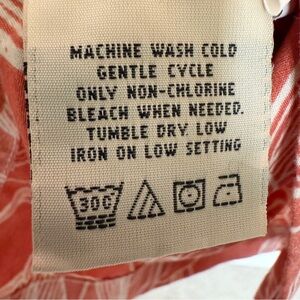 MACHINE WASH COLD
GENTLE CYCLE
ONLY NON-CHLORINE
BLEACH WHEN NEEDED.
TUMBLE DRY LOW
IRON ON LOW SETTING
30C